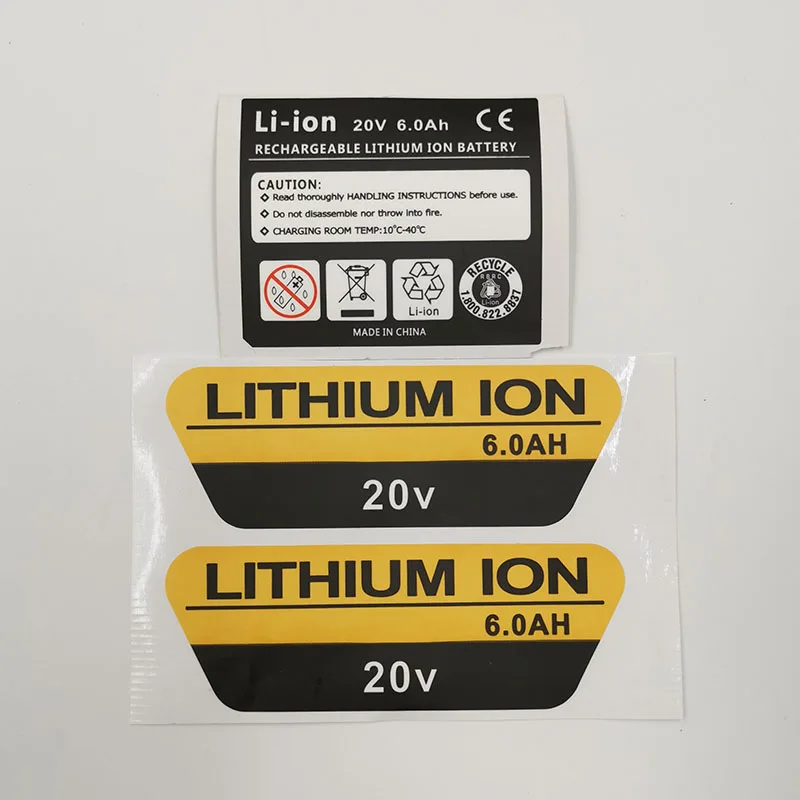 Li-ion 20V 6.0Ah CE
RECHARGEABLE LITHIUM ION BATTERY
CAUTION:
Read thoroughly HANDLING INSTRUCTIONS before use.
Do not disassemble nor throw into fire.
CHARGING ROOM TEMP:10℃-40℃
RECYCLE
RBRC
Li-ion
Li-ion
1.800.822.8837
MADE IN CHINA
LITHIUM ION
6.0AH
20v
LITHIUM ION
6.0AH
20v